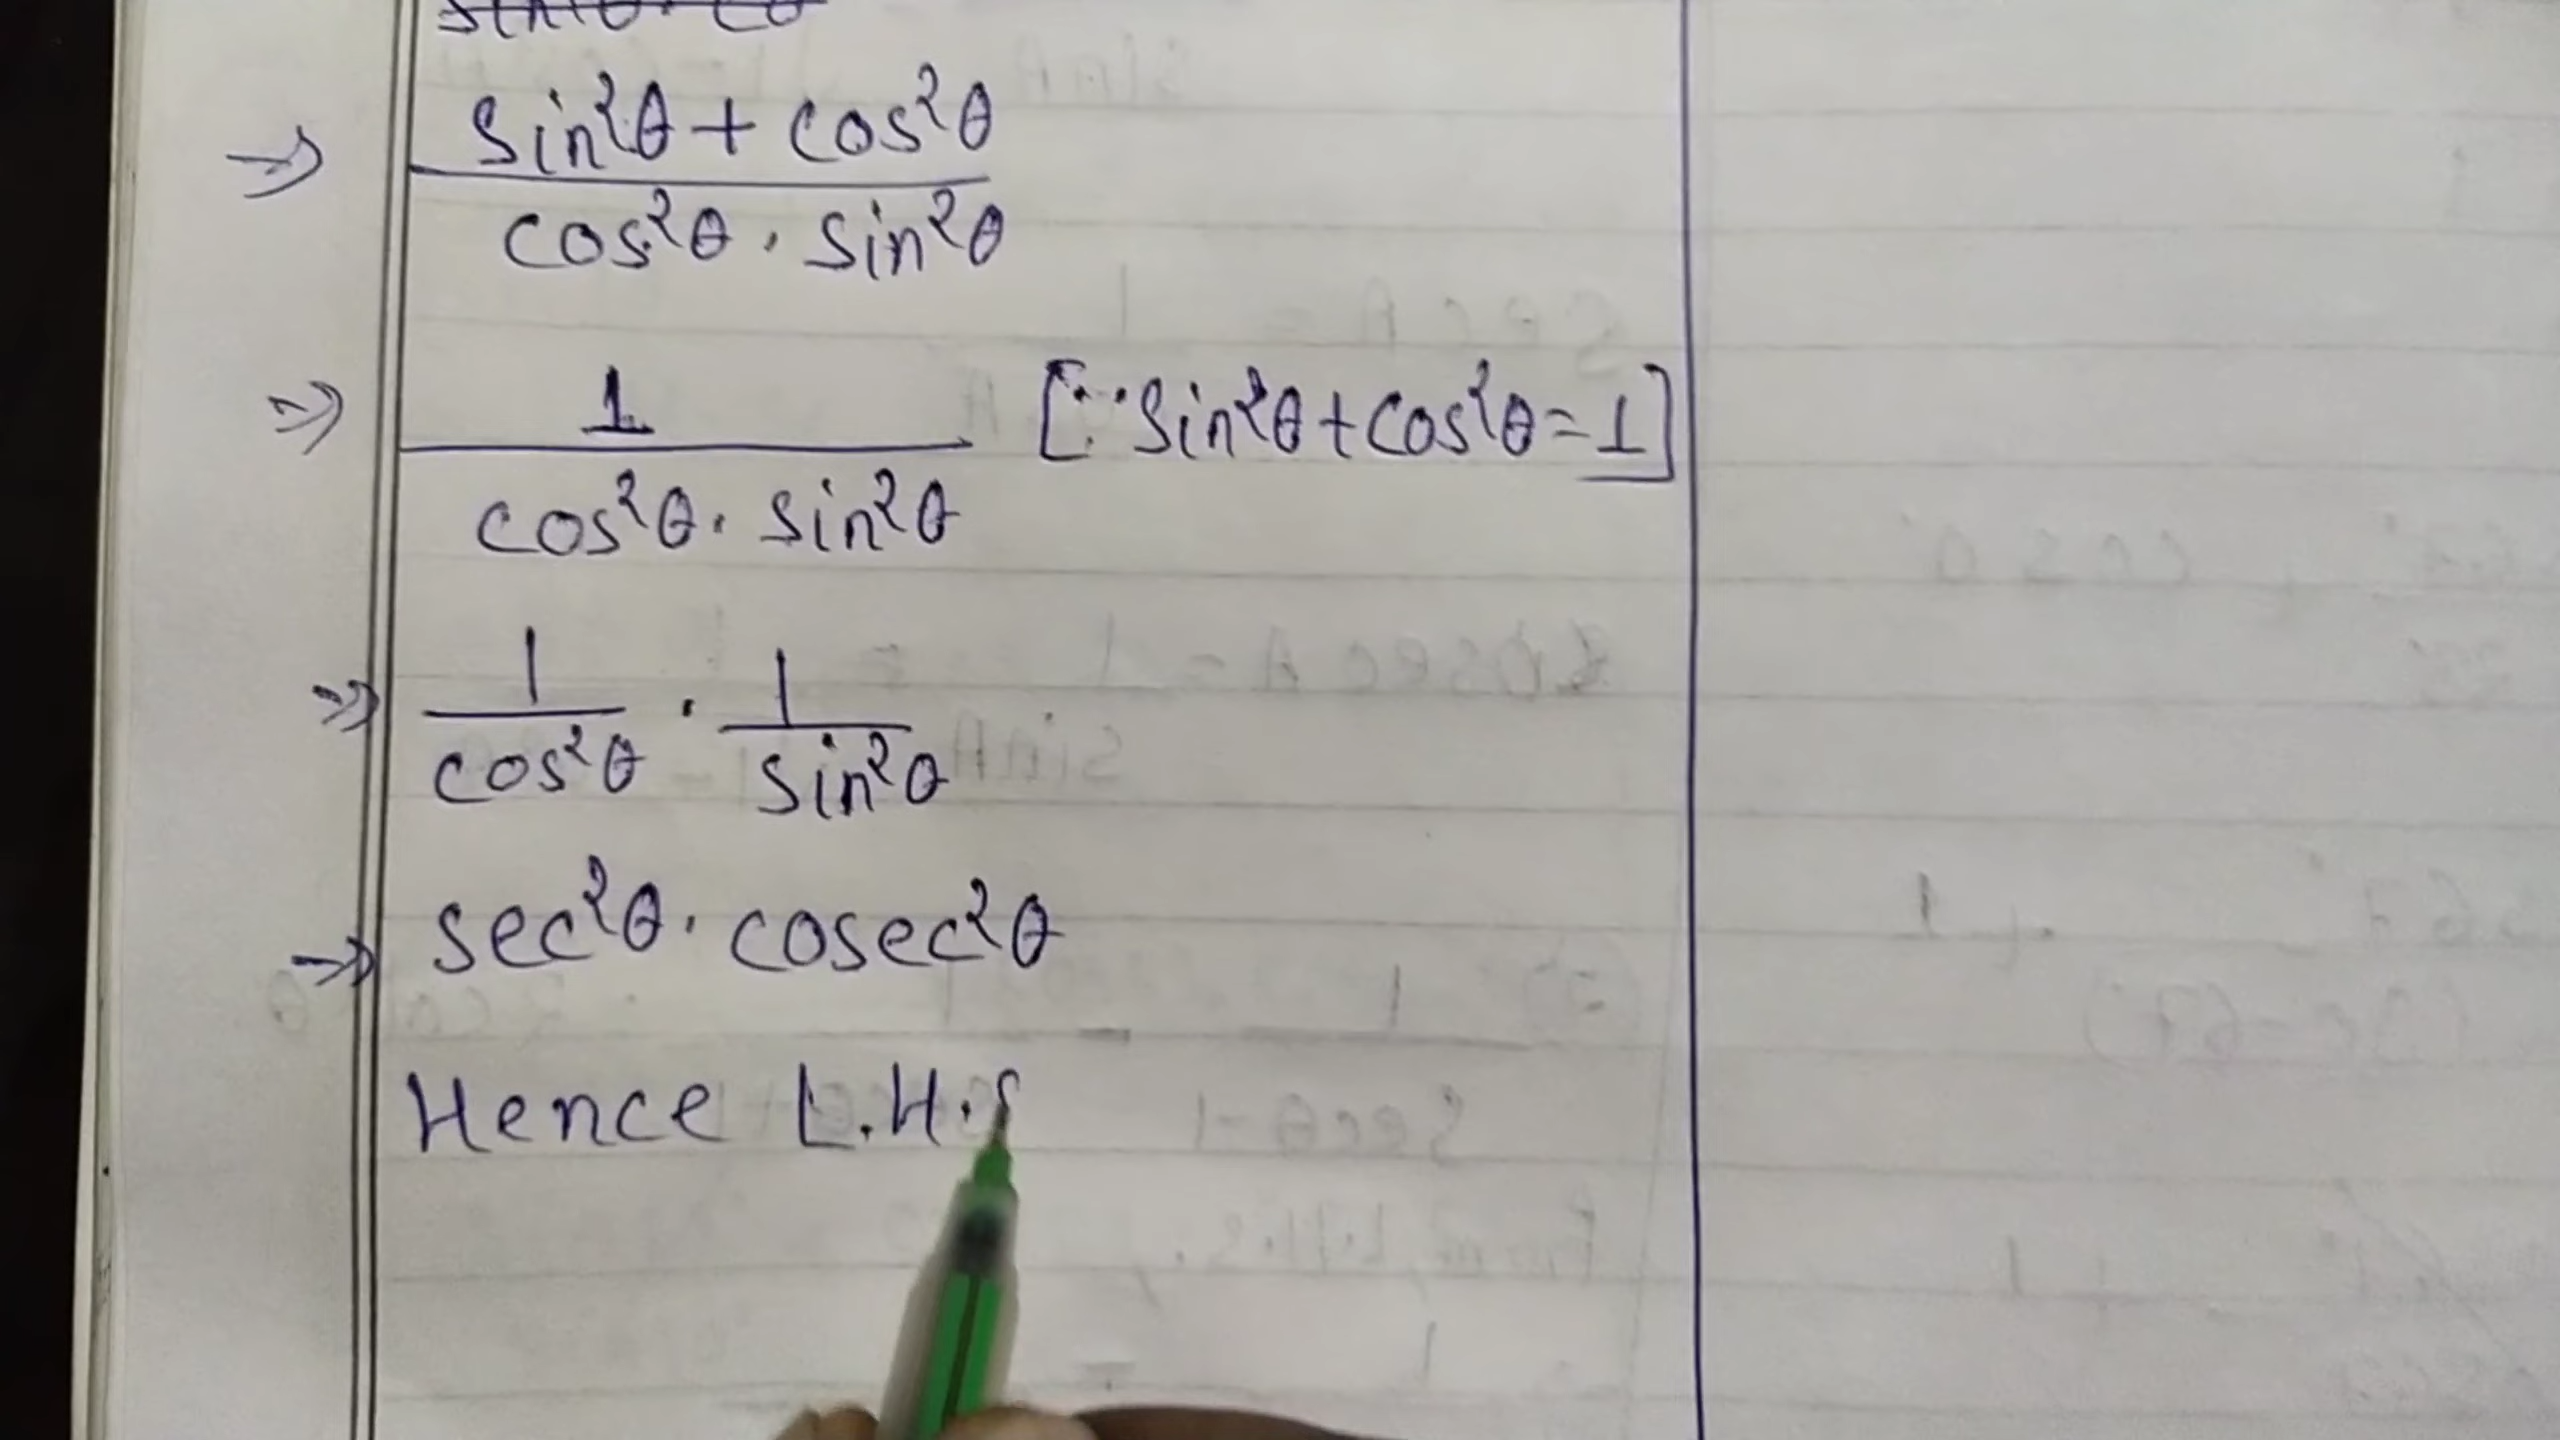 ⇒ sin²θ + cos²θ
cos²θ . sin²θ
⇒ 1 [∵ sin²θ + cos²θ = 1]
cos²θ . sin²θ
⇒ 1 . 1
cos²θ sin²θ
⇒ sec²θ . cosec²θ
Hence L.H.S